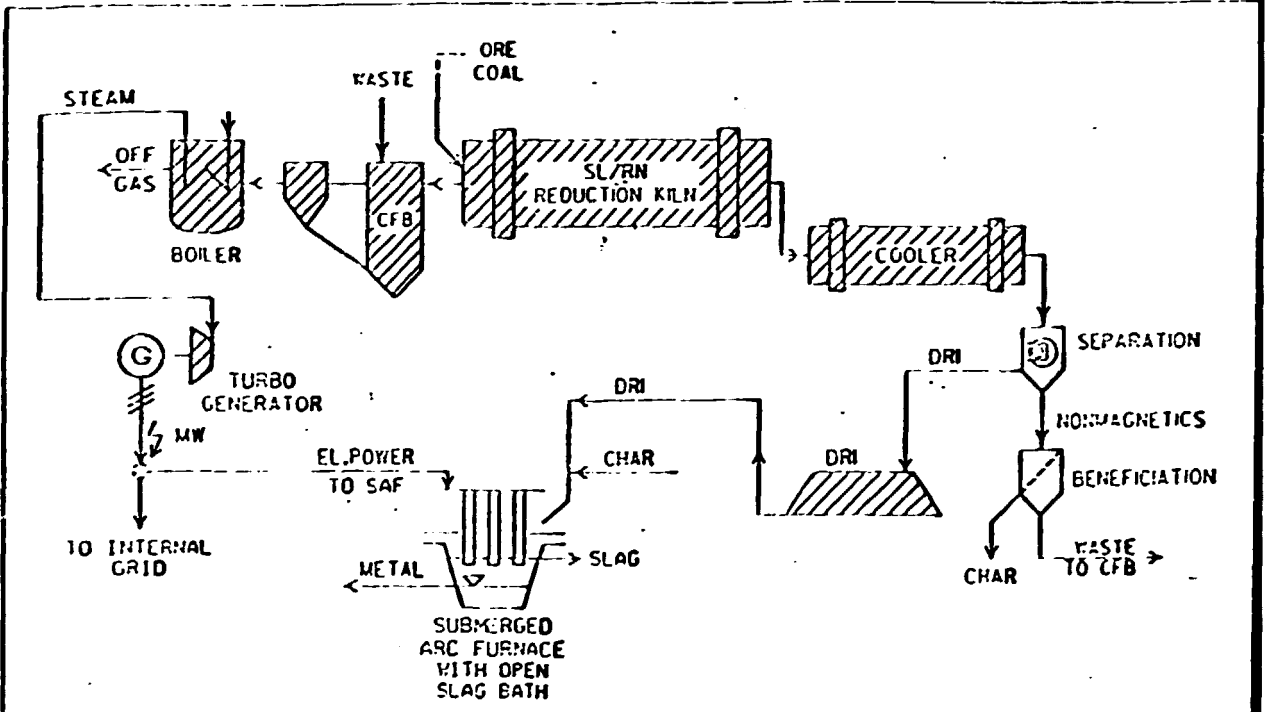 ORE
COAL
WASTE
STEAM
OFF
GAS
BOILER
CFB
SL/RN
REDUCTION KILN
COOLER
SEPARATION
DRI
NONMAGNETICS
BENEFICIATION
CHAR
WASTE
TO CFB
DRI
DRI
CHAR
G
TURBO
GENERATOR
MW
EL.POWER
TO SAF
TO INTERNAL
GRID
METAL
SLAG
SUBMERGED
ARC FURNACE
WITH OPEN
SLAG BATH